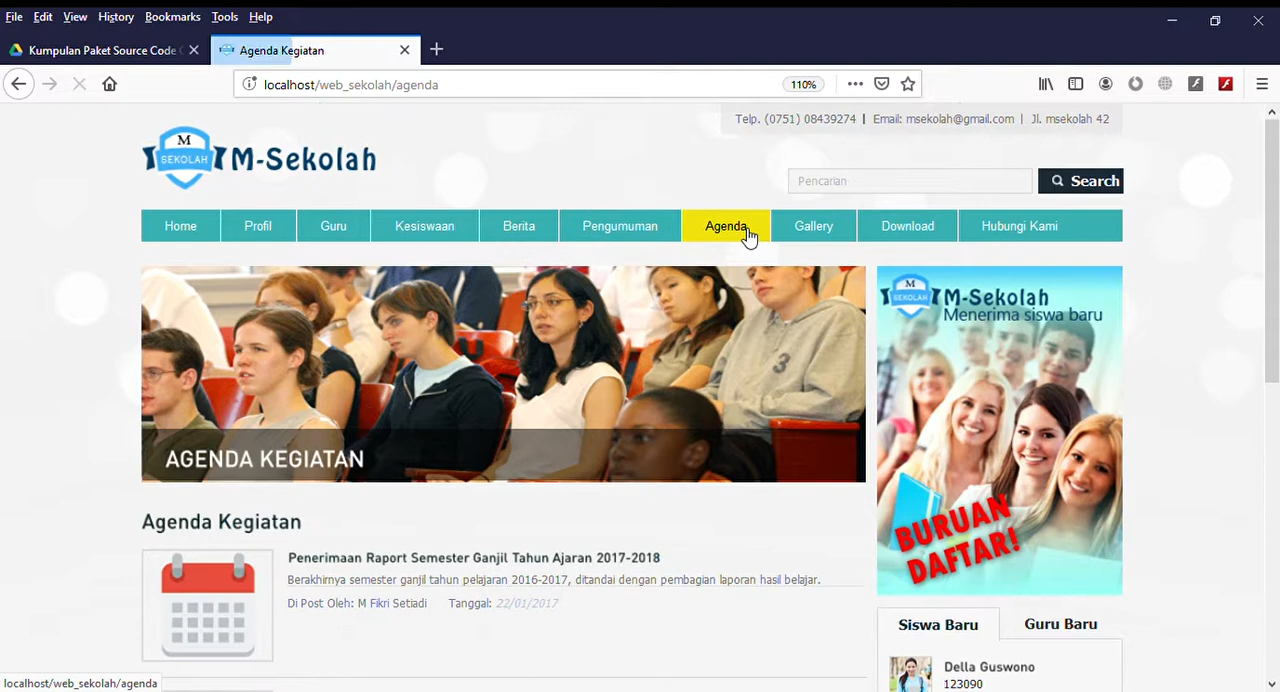 File Edit View History Bookmarks Tools Help
Kumpulan Paket Source Code
Agenda Kegiatan
localhost/web_sekolah/agenda
110%
Telp. (0751) 08439274 | Email: msekolah@gmail.com | Jl. msekolah 42
M
SEKOLAH
M-Sekolah
Pencarian
Search
Home Profil Guru Kesiswaan Berita Pengumuman Agenda Gallery Download Hubungi Kami
3
AGENDA KEGIATAN
M
SEKOLAH
M-Sekolah
Menerima siswa baru
BURUAN
DAFTAR!
Agenda Kegiatan
Penerimaan Raport Semester Ganjil Tahun Ajaran 2017-2018
Berakhirnya semester ganjil tahun pelajaran 2016-2017, ditandai dengan pembagian laporan hasil belajar.
Di Post Oleh: M Fikri Setiadi Tanggal: 22/01/2017
Siswa Baru Guru Baru
Della Guswono
123090
localhost/web_sekolah/agenda